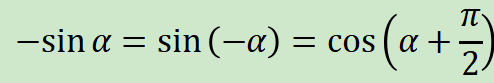 −sin α = sin (−α) = cos(α + π/2)